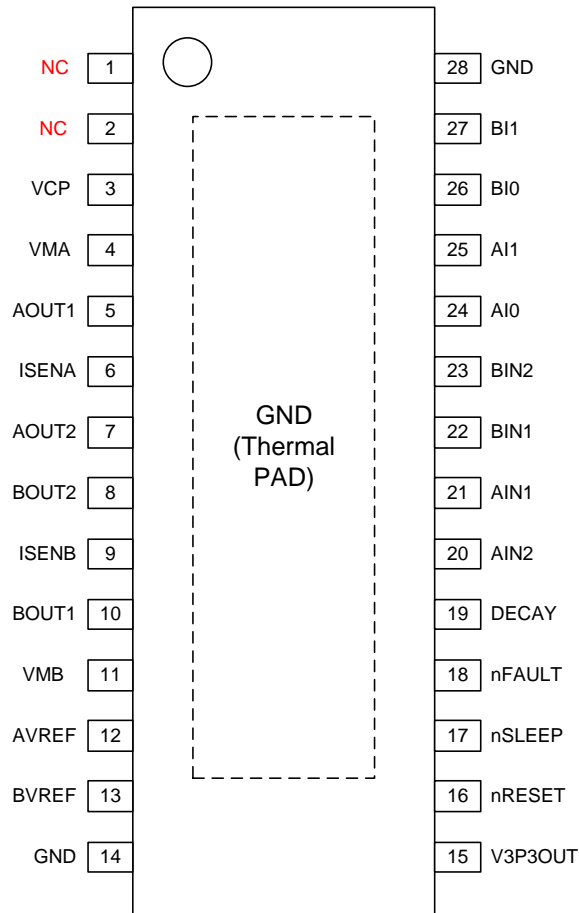 NC 1 28 GND
NC 2 27 BI1
VCP 3 26 BI0
VMA 4 25 AI1
AOUT1 5 24 AI0
ISENA 6 23 BIN2
AOUT2 7 22 BIN1
BOUT2 8 21 AIN1
ISENB 9 20 AIN2
BOUT1 10 19 DECAY
VMB 11 18 nFAULT
AVREF 12 17 nSLEEP
BVREF 13 16 nRESET
GND 14 15 V3P3OUT
GND
(Thermal
PAD)